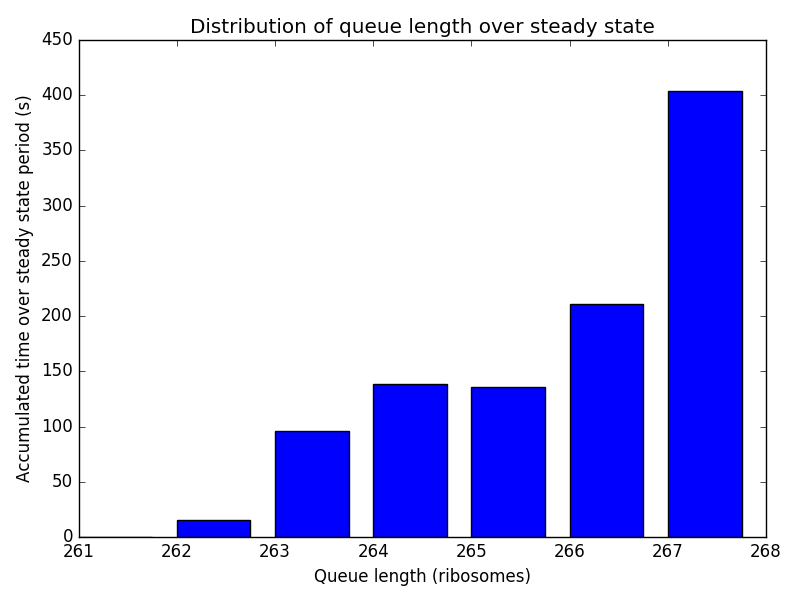 Distribution of queue length over steady state
450
400
350
300
250
200
150
100
50
0
Accumulated time over steady state period (s)
261 262 263 264 265 266 267 268
Queue length (ribosomes)